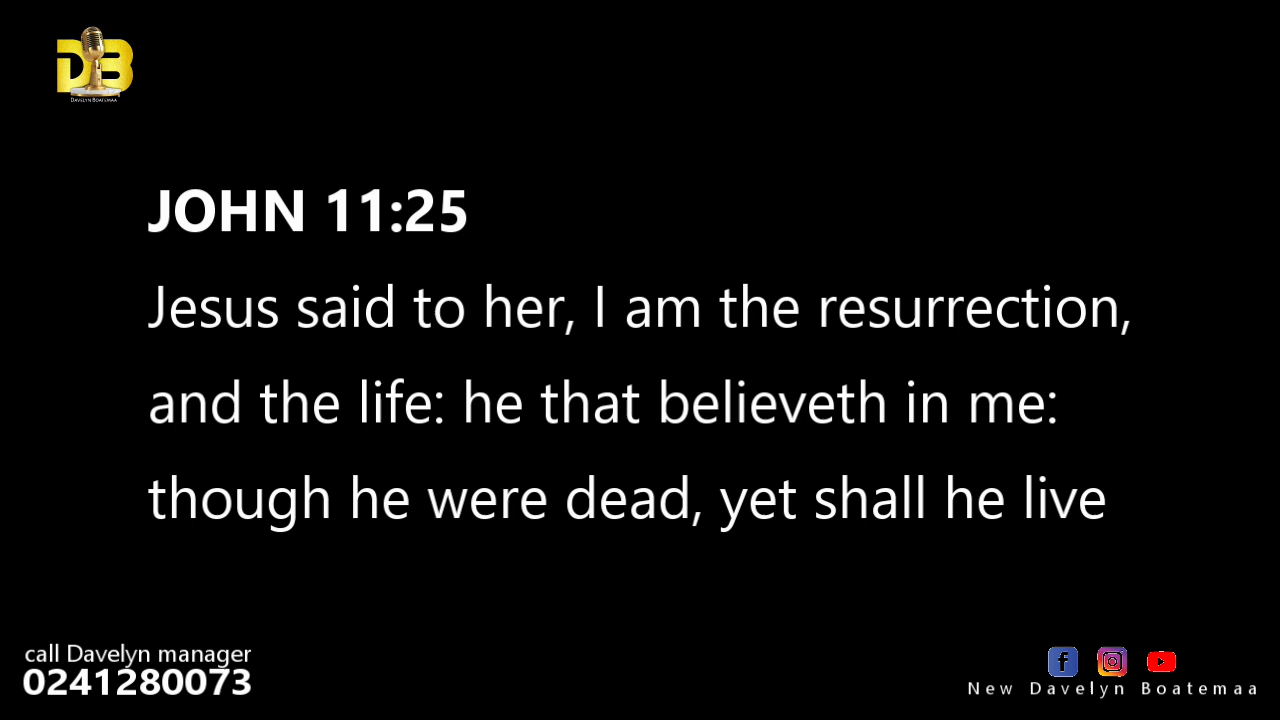 DB
DAVELYN BOATEMAA
JOHN 11:25
Jesus said to her, I am the resurrection,
and the life: he that believeth in me:
though he were dead, yet shall he live
call Davelyn manager
0241280073
New Davelyn Boatemaa